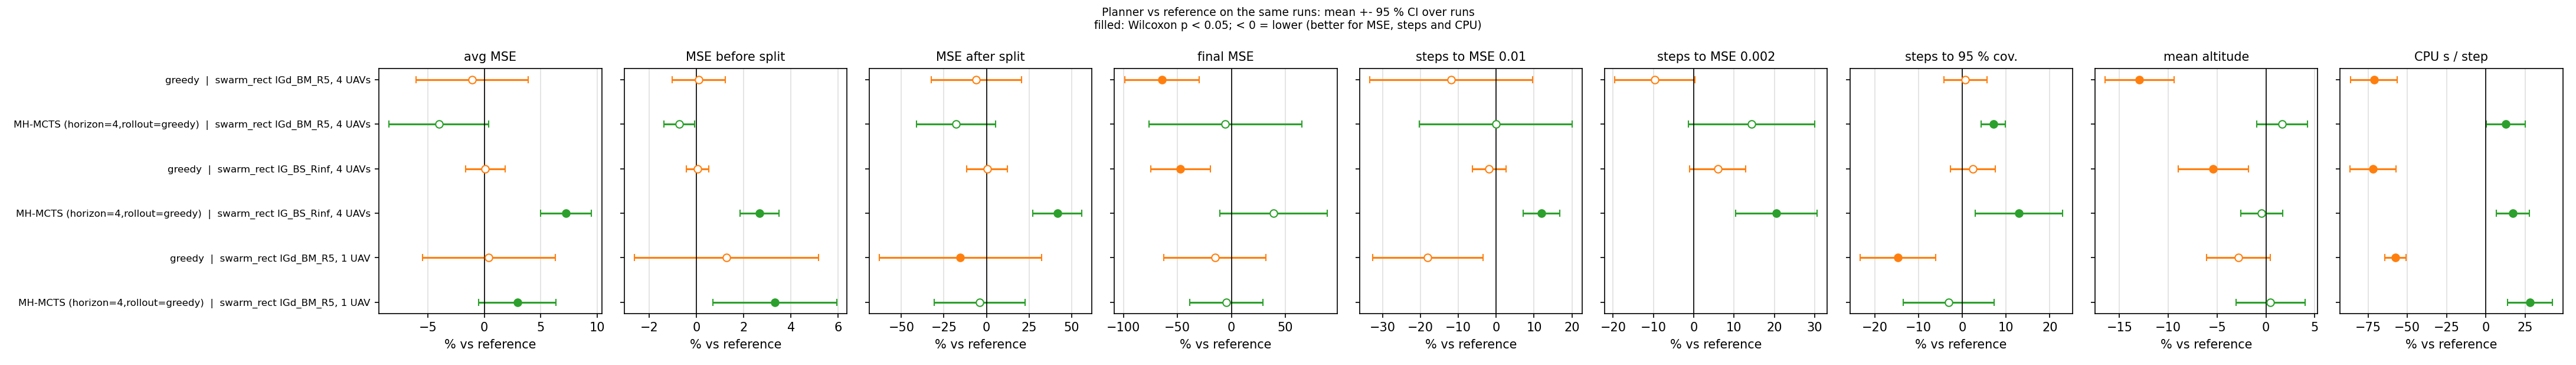 Planner vs reference on the same runs: mean +- 95 % CI over runs
filled: Wilcoxon p < 0.05; < 0 = lower (better for MSE, steps and CPU)
avg MSE
MSE before split
MSE after split
final MSE
steps to MSE 0.01
steps to MSE 0.002
steps to 95 % cov.
mean altitude
CPU s / step
greedy | swarm_rect IGd_BM_R5, 4 UAVs
MH-MCTS (horizon=4,rollout=greedy) | swarm_rect IGd_BM_R5, 4 UAVs
greedy | swarm_rect IG_BS_Rinf, 4 UAVs
MH-MCTS (horizon=4,rollout=greedy) | swarm_rect IG_BS_Rinf, 4 UAVs
greedy | swarm_rect IGd_BM_R5, 1 UAV
MH-MCTS (horizon=4,rollout=greedy) | swarm_rect IGd_BM_R5, 1 UAV
−5 0 5 10
−2 0 2 4 6
−50 −25 0 25 50
−100 −50 0 50
−30 −20 −10 0 10 20
−20 −10 0 10 20 30
−20 −10 0 10 20
−15 −10 −5 0 5
−75 −50 −25 0 25
% vs reference
% vs reference
% vs reference
% vs reference
% vs reference
% vs reference
% vs reference
% vs reference
% vs reference